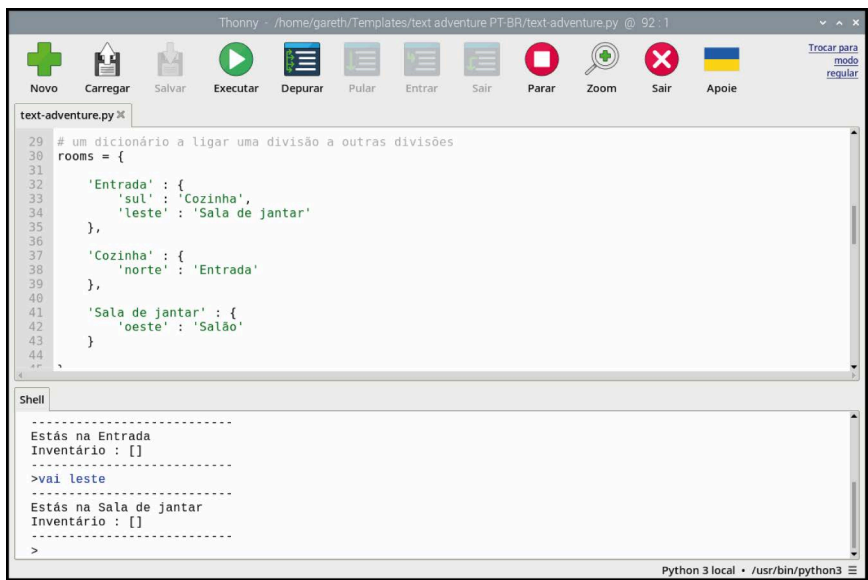 Thonny - /home/gareth/Templates/text adventure PT-BR/text-adventure.py @ 92 : 1
Novo Carregar Salvar Executar Depurar Pular Entrar Sair Parar Zoom Sair Apoie
Trocar para
modo
regular
text-adventure.py
29 # um dicionário a ligar uma divisão a outras divisões
30 rooms = {
31
32 'Entrada' : {
33 'sul' : 'Cozinha',
34 'leste' : 'Sala de jantar'
35 },
36
37 'Cozinha' : {
38 'norte' : 'Entrada'
39 },
40
41 'Sala de jantar' : {
42 'oeste' : 'Salão'
43 }
44
Shell
---------------------------
Estás na Entrada
Inventário : []
---------------------------
>vai leste
---------------------------
Estás na Sala de jantar
Inventário : []
---------------------------
>
Python 3 local • /usr/bin/python3 ☰